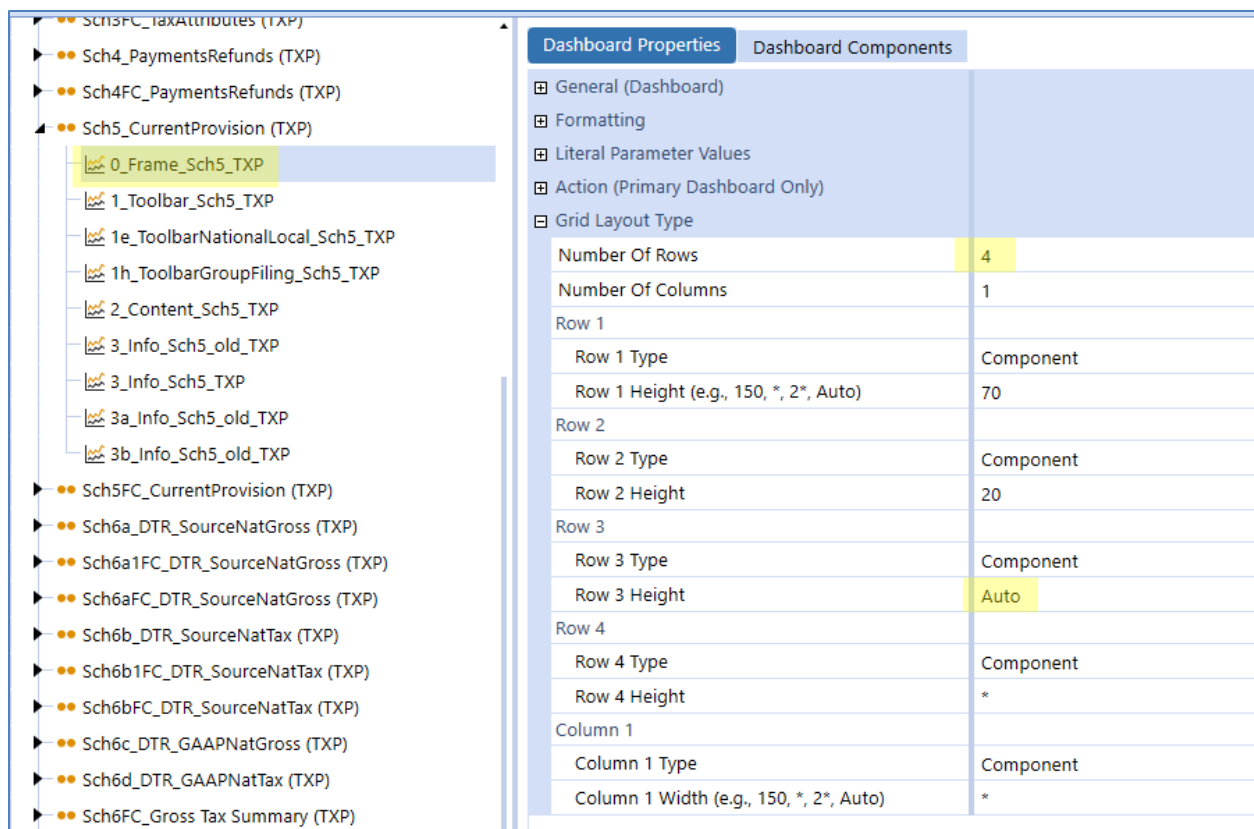 Sch3FC_TaxAttributes (TXP)
Sch4_PaymentsRefunds (TXP)
Sch4FC_PaymentsRefunds (TXP)
Sch5_CurrentProvision (TXP)
0_Frame_Sch5_TXP
1_Toolbar_Sch5_TXP
1e_ToolbarNationalLocal_Sch5_TXP
1h_ToolbarGroupFiling_Sch5_TXP
2_Content_Sch5_TXP
3_Info_Sch5_old_TXP
3_Info_Sch5_TXP
3a_Info_Sch5_old_TXP
3b_Info_Sch5_old_TXP
Sch5FC_CurrentProvision (TXP)
Sch6a_DTR_SourceNatGross (TXP)
Sch6a1FC_DTR_SourceNatGross (TXP)
Sch6aFC_DTR_SourceNatGross (TXP)
Sch6b_DTR_SourceNatTax (TXP)
Sch6b1FC_DTR_SourceNatTax (TXP)
Sch6bFC_DTR_SourceNatTax (TXP)
Sch6c_DTR_GAAPNatGross (TXP)
Sch6d_DTR_GAAPNatTax (TXP)
Sch6FC_Gross Tax Summary (TXP)
Dashboard Properties Dashboard Components
General (Dashboard)
Formatting
Literal Parameter Values
Action (Primary Dashboard Only)
Grid Layout Type
Number Of Rows 4
Number Of Columns 1
Row 1
Row 1 Type Component
Row 1 Height (e.g., 150, *, 2*, Auto) 70
Row 2
Row 2 Type Component
Row 2 Height 20
Row 3
Row 3 Type Component
Row 3 Height Auto
Row 4
Row 4 Type Component
Row 4 Height *
Column 1
Column 1 Type Component
Column 1 Width (e.g., 150, *, 2*, Auto) *